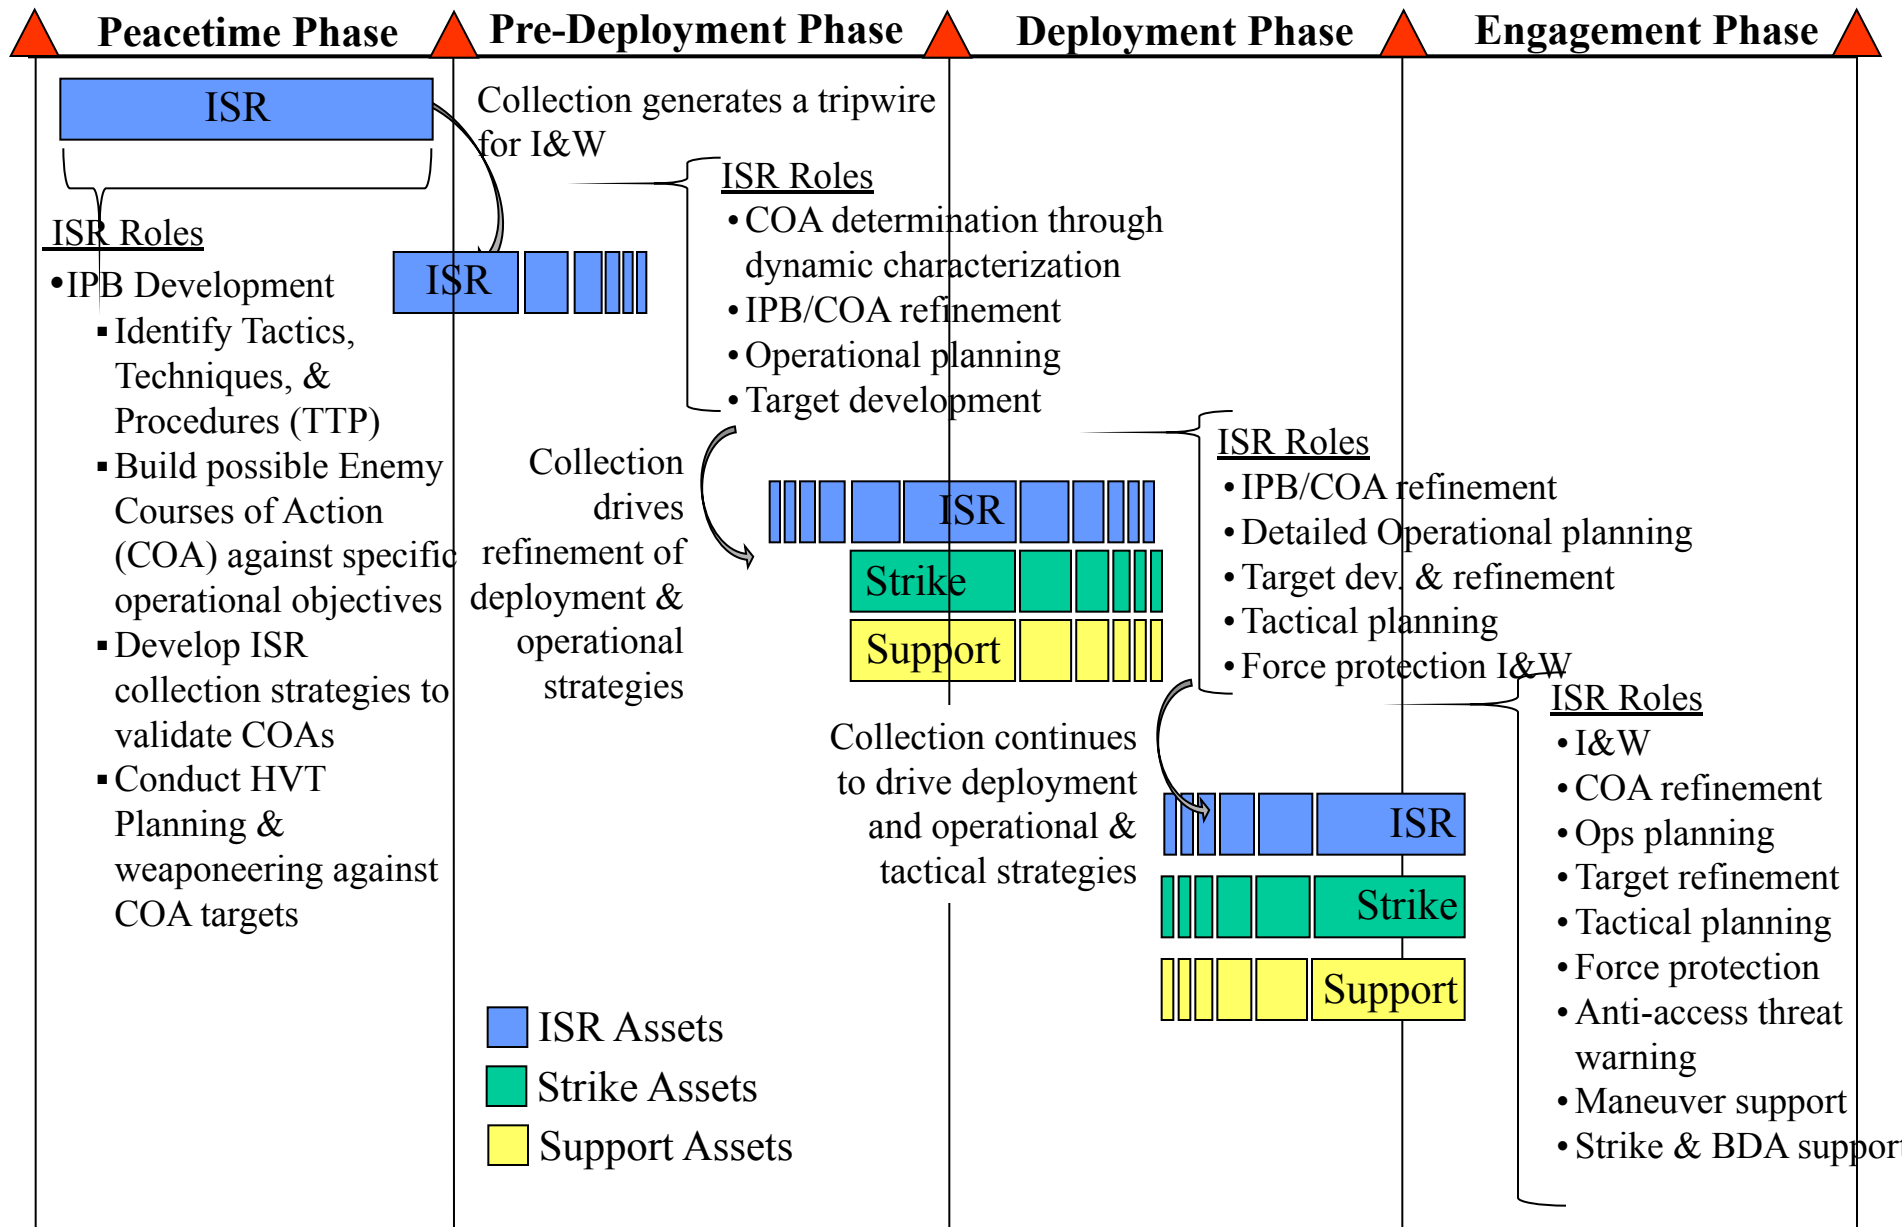 Peacetime Phase
Pre-Deployment Phase
Deployment Phase
Engagement Phase
ISR
Collection generates a tripwire
for I&W
ISR Roles
•IPB Development
▪Identify Tactics,
Techniques, &
Procedures (TTP)
▪Build possible Enemy
Courses of Action
(COA) against specific
operational objectives
▪Develop ISR
collection strategies to
validate COAs
▪Conduct HVT
Planning &
weaponeering against
COA targets
ISR
ISR Roles
•COA determination through
dynamic characterization
•IPB/COA refinement
•Operational planning
•Target development
Collection
drives
refinement of
deployment &
operational
strategies
ISR
Strike
Support
ISR Roles
•IPB/COA refinement
•Detailed Operational planning
•Target dev. & refinement
•Tactical planning
•Force protection I&W
Collection continues
to drive deployment
and operational &
tactical strategies
ISR
Strike
Support
ISR Roles
•I&W
•COA refinement
•Ops planning
•Target refinement
•Tactical planning
•Force protection
•Anti-access threat
warning
•Maneuver support
•Strike & BDA support
ISR Assets
Strike Assets
Support Assets